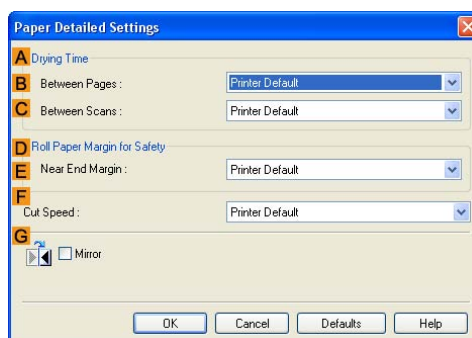 Paper Detailed Settings
A Drying Time
B Between Pages : Printer Default
C Between Scans : Printer Default
D Roll Paper Margin for Safety
E Near End Margin : Printer Default
F
Cut Speed : Printer Default
G
Mirror
OK Cancel Defaults Help